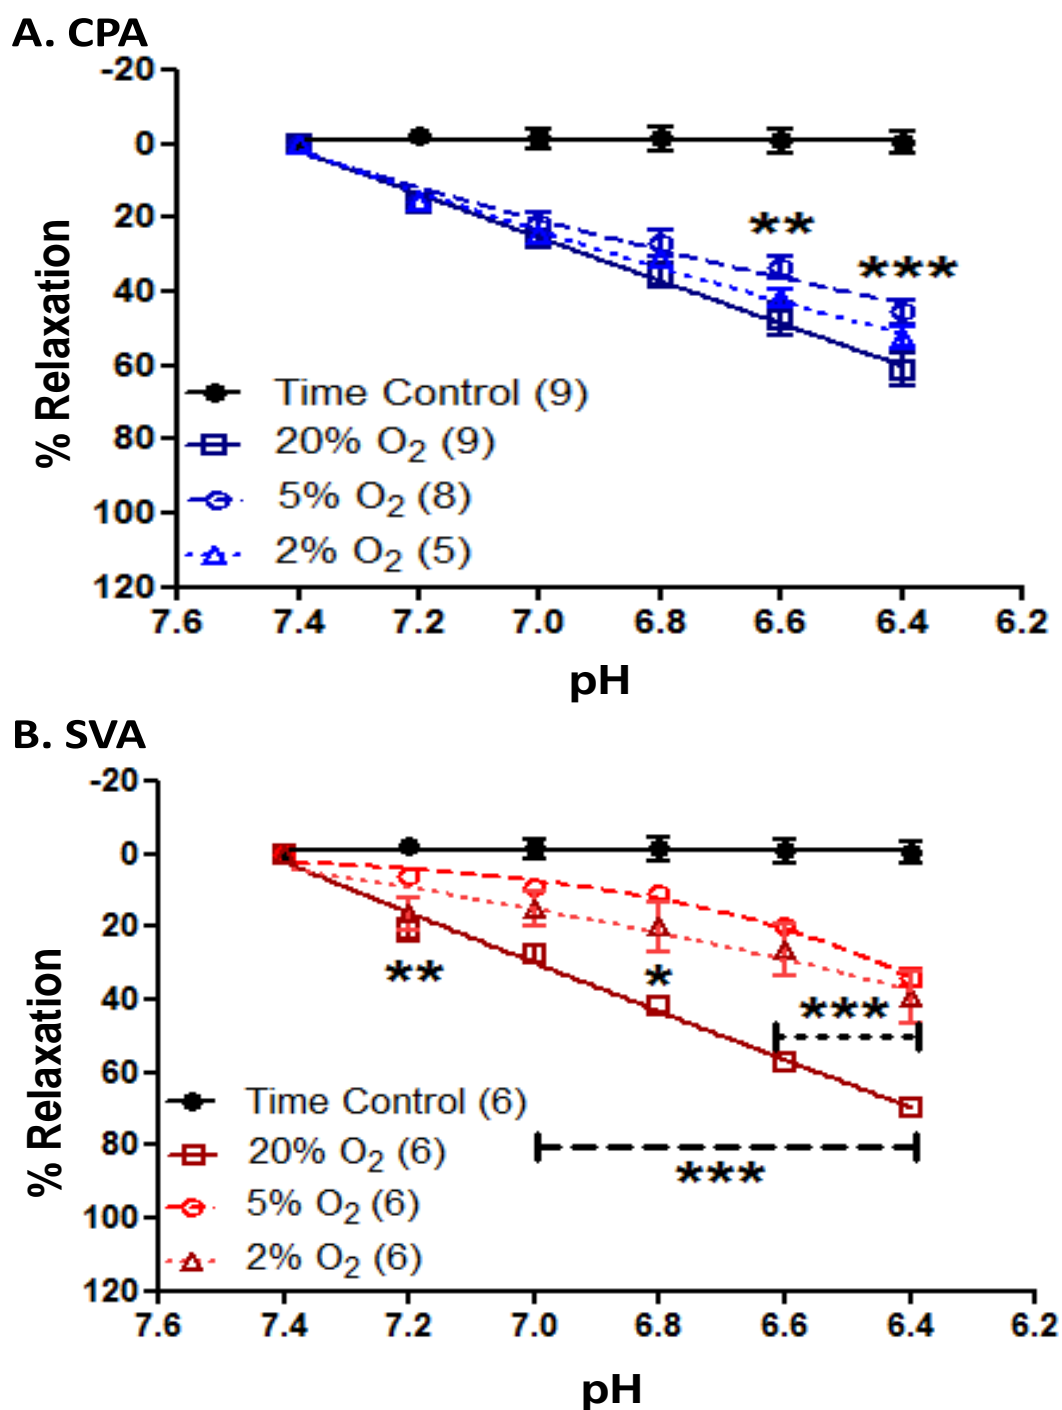 A. CPA
-20
0
20
40
60
80
100
120
% Relaxation
**
***
Time Control (9)
20% O2 (9)
5% O2 (8)
2% O2 (5)
7.6 7.4 7.2 7.0 6.8 6.6 6.4 6.2
pH
B. SVA
-20
0
20
40
60
80
100
120
% Relaxation
**
*
***
***
Time Control (6)
20% O2 (6)
5% O2 (6)
2% O2 (6)
7.6 7.4 7.2 7.0 6.8 6.6 6.4 6.2
pH